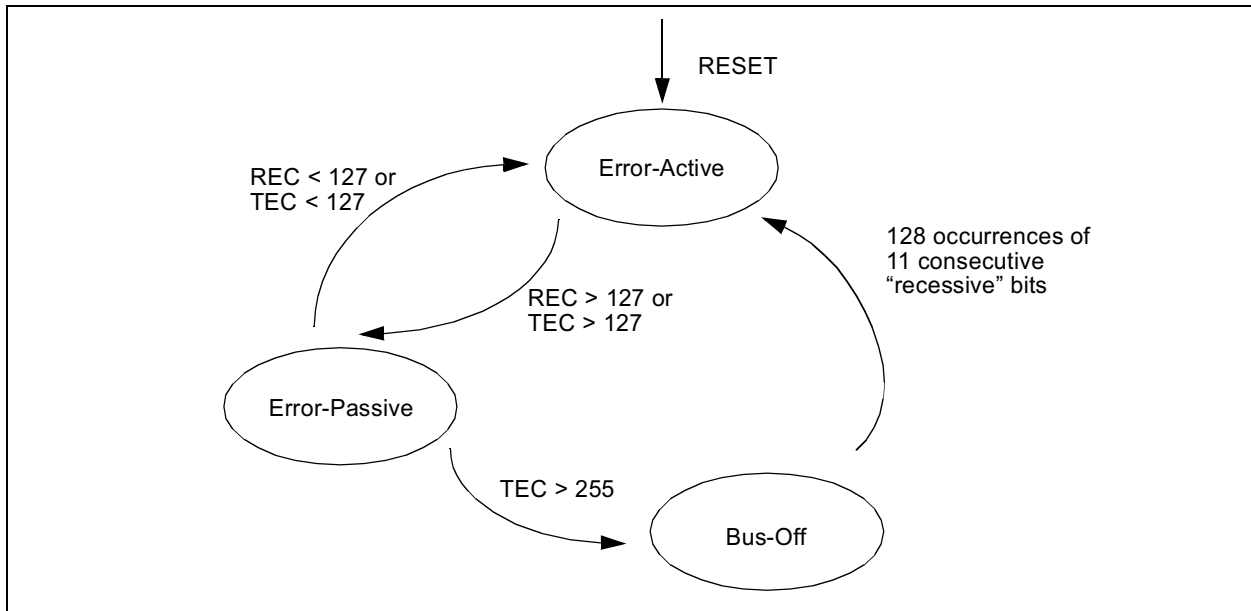 RESET
Error-Active
REC < 127 or
TEC < 127
128 occurrences of
11 consecutive
“recessive” bits
REC > 127 or
TEC > 127
Error-Passive
TEC > 255
Bus-Off